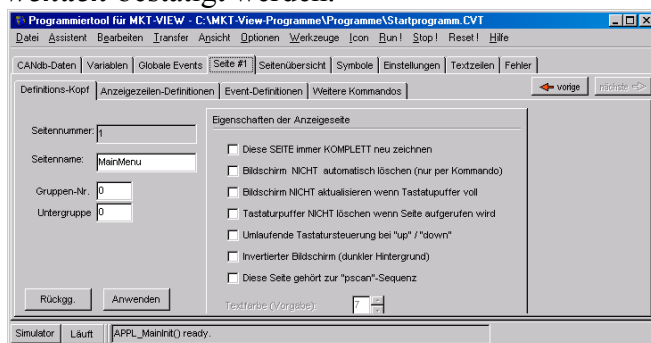 bestätigt werden.
Programmiertool für MKT-VIEW - C:\MKT-View-Programme\Programme\Startprogramm.CVT
Datei Assistent Bearbeiten Transfer Ansicht Optionen Werkzeuge Icon Run! Stop! Reset! Hilfe
CANdb-Daten Variablen Globale Events Seite #1 Seitenübersicht Symbole Einstellungen Textzeilen Fehler
Definitions-Kopf Anzeigezeilen-Definitionen Event-Definitionen Weitere Kommandos vorige nächste
Eigenschaften der Anzeigeseite
Seitennummer: 1
Diese SEITE immer KOMPLETT neu zeichnen
Seitenname: MainMenu
Bildschirm NICHT automatisch löschen (nur per Kommando)
Gruppen-Nr. 0
Bildschirm NICHT aktualisieren wenn Tastatupuffer voll
Untergruppe 0
Tastaturpuffer NICHT löschen wenn Seite aufgerufen wird
Umlaufende Tastatursteuerung bei "up" / "down"
Invertierter Bildschirm (dunkler Hintergrund)
Diese Seite gehört zur "pscan"-Sequenz
Rückgg. Anwenden
Textfarbe (Vorgabe): 7
Simulator Läuft APPL_MainInit() ready.